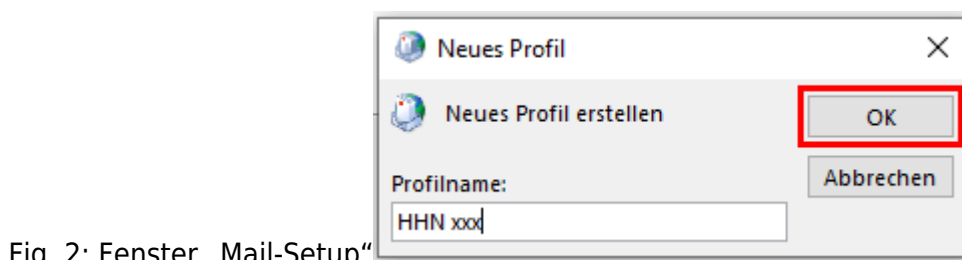 Neues Profil
Neues Profil erstellen
OK
Profilname:
Abbrechen
HHN xxx
Fig. 2: Fenster „Mail-Setup“